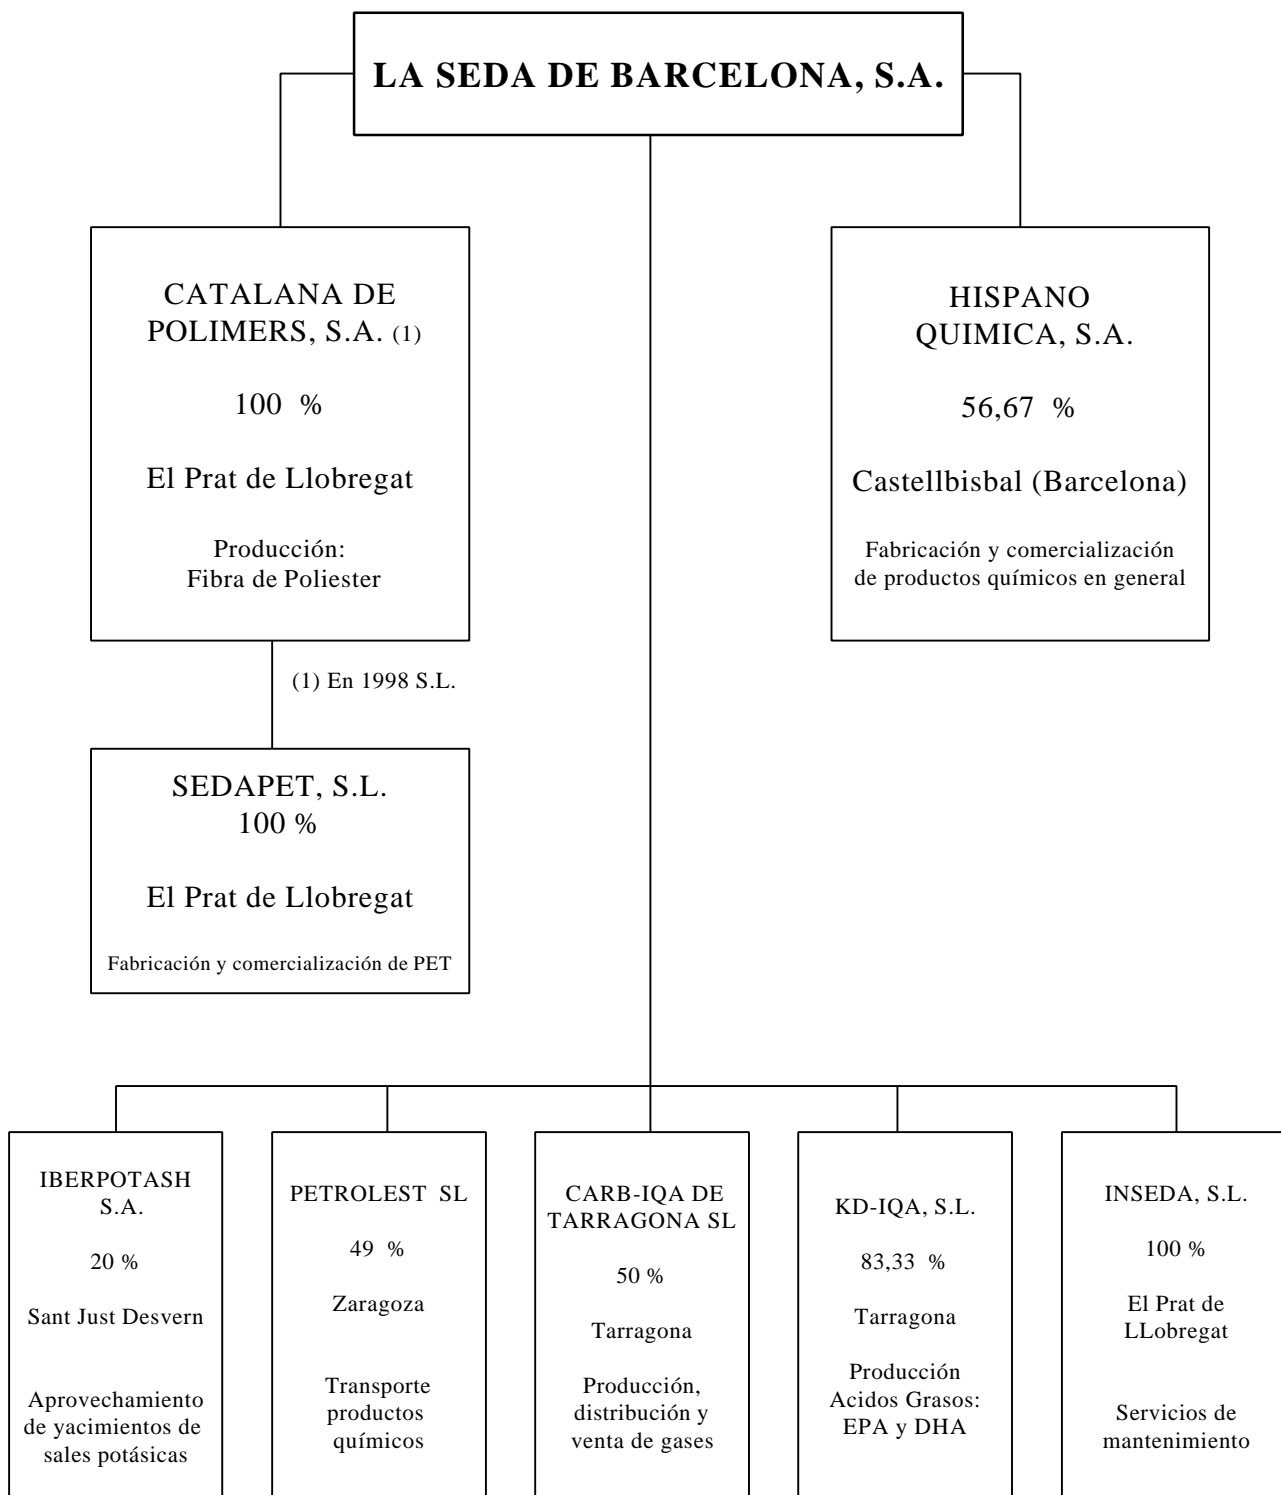 LA SEDA DE BARCELONA, S.A.
CATALANA DE
POLIMERS, S.A. (1)
100 %
El Prat de Llobregat
Producción:
Fibra de Poliester
HISPANO
QUIMICA, S.A.
56,67 %
Castellbisbal (Barcelona)
Fabricación y comercialización
de productos químicos en general
(1) En 1998 S.L.
SEDAPET, S.L.
100 %
El Prat de Llobregat
Fabricación y comercialización de PET
IBERPOTASH
S.A.
20 %
Sant Just Desvern
Aprovechamiento
de yacimientos de
sales potásicas
PETROLEST SL
49 %
Zaragoza
Transporte
productos
químicos
CARB-IQA DE
TARRAGONA SL
50 %
Tarragona
Producción,
distribución y
venta de gases
KD-IQA, S.L.
83,33 %
Tarragona
Producción
Acidos Grasos:
EPA y DHA
INSEDA, S.L.
100 %
El Prat de
LLobregat
Servicios de
mantenimiento